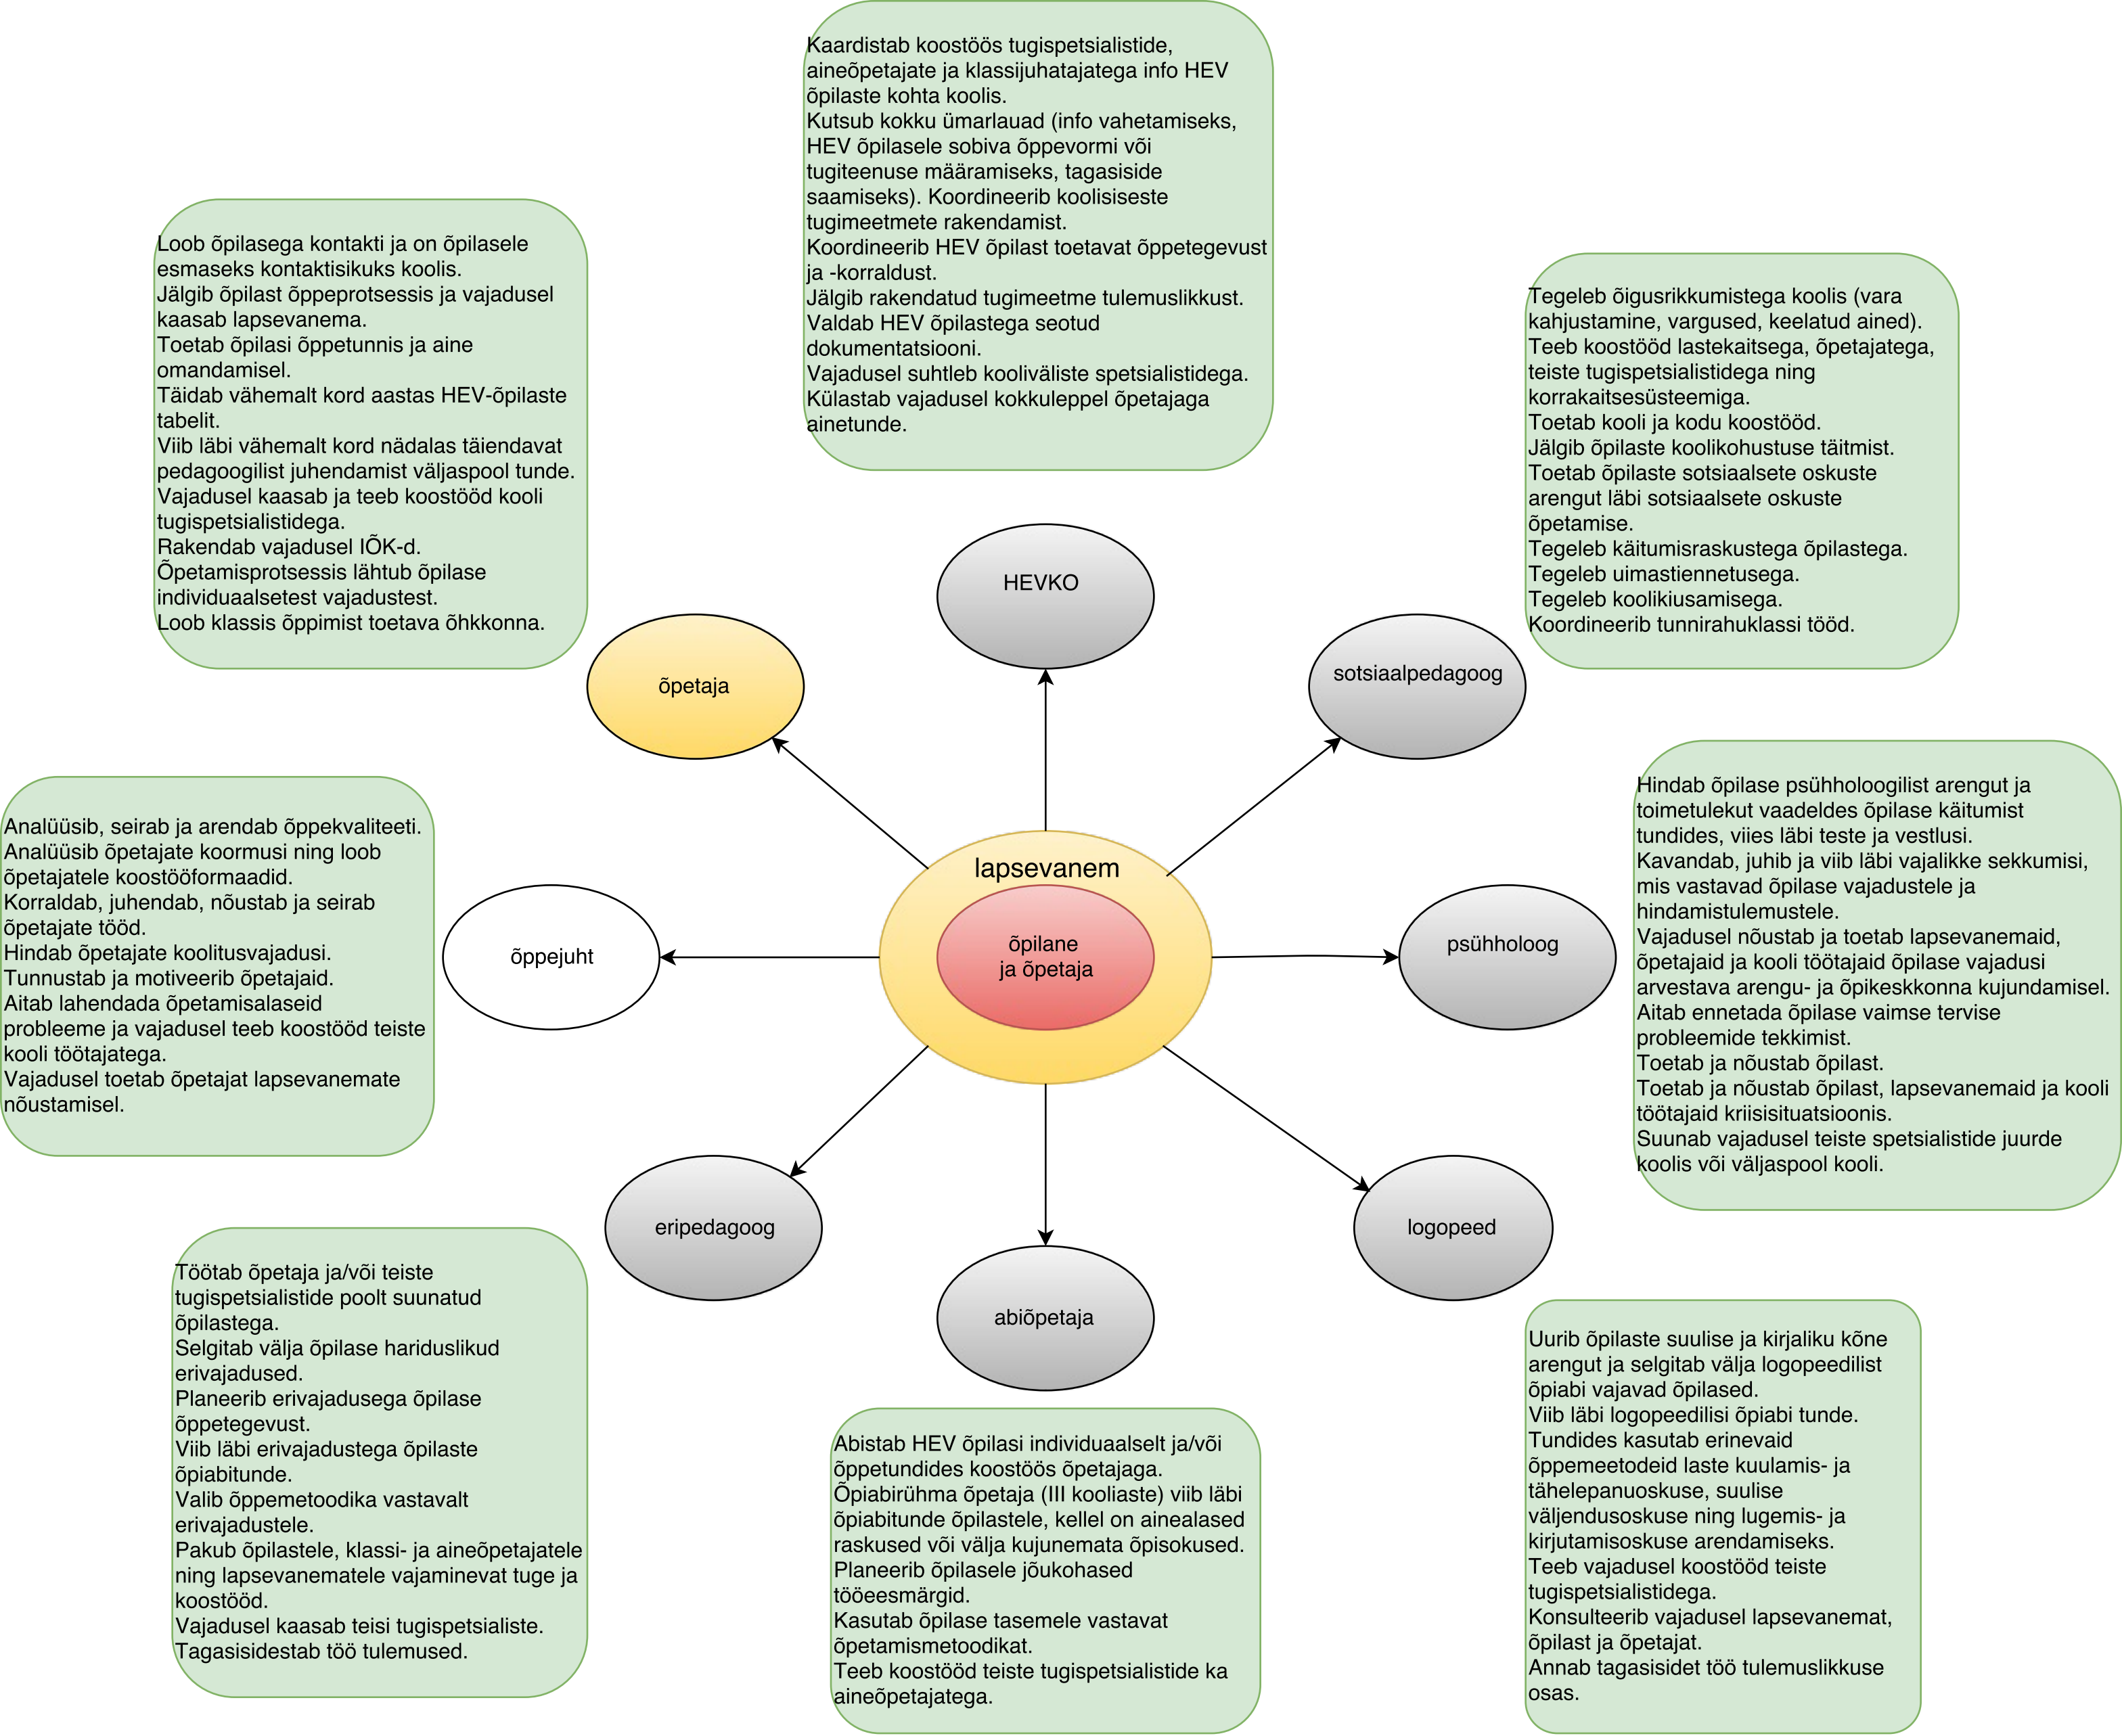 Kaardistab koostöös tugispetsialistide,
aineõpetajate ja klassijuhatajatega info HEV
õpilaste kohta koolis.
Kutsub kokku ümarlauad (info vahetamiseks,
HEV õpilasele sobiva õppevormi või
tugiteenuse määramiseks, tagasiside
saamiseks). Koordineerib koolisiseste
tugimeetmete rakendamist.
Koordineerib HEV õpilast toetavat õppetegevust
ja -korraldust.
Jälgib rakendatud tugimeetme tulemuslikkust.
Valdab HEV õpilastega seotud
dokumentatsiooni.
Vajadusel suhtleb kooliväliste spetsialistidega.
Külastab vajadusel kokkuleppel õpetajaga
ainetunde.
Loob õpilasega kontakti ja on õpilasele
esmaseks kontaktisikuks koolis.
Jälgib õpilast õppeprotsessis ja vajadusel
kaasab lapsevanema.
Toetab õpilasi õppetunnis ja aine
omandamisel.
Täidab vähemalt kord aastas HEV-õpilaste
tabelit.
Viib läbi vähemalt kord nädalas täiendavat
pedagoogilist juhendamist väljaspool tunde.
Vajadusel kaasab ja teeb koostööd kooli
tugispetsialistidega.
Rakendab vajadusel IÕK-d.
Õpetamisprotsessis lähtub õpilase
individuaalsetest vajadustest.
Loob klassis õppimist toetava õhkkonna.
Tegeleb õigusrikkumistega koolis (vara
kahjustamine, vargused, keelatud ained).
Teeb koostööd lastekaitsega, õpetajatega,
teiste tugispetsialistidega ning
korrakaitsesüsteemiga.
Toetab kooli ja kodu koostööd.
Jälgib õpilaste koolikohustuse täitmist.
Toetab õpilaste sotsiaalsete oskuste
arengut läbi sotsiaalsete oskuste
õpetamise.
Tegeleb käitumisraskustega õpilastega.
Tegeleb uimastiennetusega.
Tegeleb koolikiusamisega.
Koordineerib tunnirahuklassi tööd.
HEVKO
õpetaja
sotsiaalpedagoog
Analüüsib, seirab ja arendab õppekvaliteeti.
Analüüsib õpetajate koormusi ning loob
õpetajatele koostööformaadid.
Korraldab, juhendab, nõustab ja seirab
õpetajate tööd.
Hindab õpetajate koolitusvajadusi.
Tunnustab ja motiveerib õpetajaid.
Aitab lahendada õpetamisalaseid
probleeme ja vajadusel teeb koostööd teiste
kooli töötajatega.
Vajadusel toetab õpetajat lapsevanemate
nõustamisel.
õppejuht
lapsevanem
õpilane
ja õpetaja
psühholoog
Hindab õpilase psühholoogilist arengut ja
toimetulekut vaadeldes õpilase käitumist
tundides, viies läbi teste ja vestlusi.
Kavandab, juhib ja viib läbi vajalikke sekkumisi,
mis vastavad õpilase vajadustele ja
hindamistulemustele.
Vajadusel nõustab ja toetab lapsevanemaid,
õpetajaid ja kooli töötajaid õpilase vajadusi
arvestava arengu- ja õpikeskkonna kujundamisel.
Aitab ennetada õpilase vaimse tervise
probleemide tekkimist.
Toetab ja nõustab õpilast.
Toetab ja nõustab õpilast, lapsevanemaid ja kooli
töötajaid kriisisituatsioonis.
Suunab vajadusel teiste spetsialistide juurde
koolis või väljaspool kooli.
eripedagoog
abiõpetaja
logopeed
Töötab õpetaja ja/või teiste
tugispetsialistide poolt suunatud
õpilastega.
Selgitab välja õpilase hariduslikud
erivajadused.
Planeerib erivajadusega õpilase
õppetegevust.
Viib läbi erivajadustega õpilaste
õpiabitunde.
Valib õppemetoodika vastavalt
erivajadustele.
Pakub õpilastele, klassi- ja aineõpetajatele
ning lapsevanematele vajaminevat tuge ja
koostööd.
Vajadusel kaasab teisi tugispetsialiste.
Tagasisidestab töö tulemused.
Abistab HEV õpilasi individuaalselt ja/või
õppetundides koostöös õpetajaga.
Õpiabirühma õpetaja (III kooliaste) viib läbi
õpiabitunde õpilastele, kellel on ainealased
raskused või välja kujunemata õpisokused.
Planeerib õpilasele jõukohased
tööeesmärgid.
Kasutab õpilase tasemele vastavat
õpetamismetoodikat.
Teeb koostööd teiste tugispetsialistide ka
aineõpetajatega.
Uurib õpilaste suulise ja kirjaliku kõne
arengut ja selgitab välja logopeedilist
õpiabi vajavad õpilased.
Viib läbi logopeedilisi õpiabi tunde.
Tundides kasutab erinevaid
õppemeetodeid laste kuulamis- ja
tähelepanuoskuse, suulise
väljendusoskuse ning lugemis- ja
kirjutamisoskuse arendamiseks.
Teeb vajadusel koostööd teiste
tugispetsialistidega.
Konsulteerib vajadusel lapsevanemat,
õpilast ja õpetajat.
Annab tagasisidet töö tulemuslikkuse
osas.